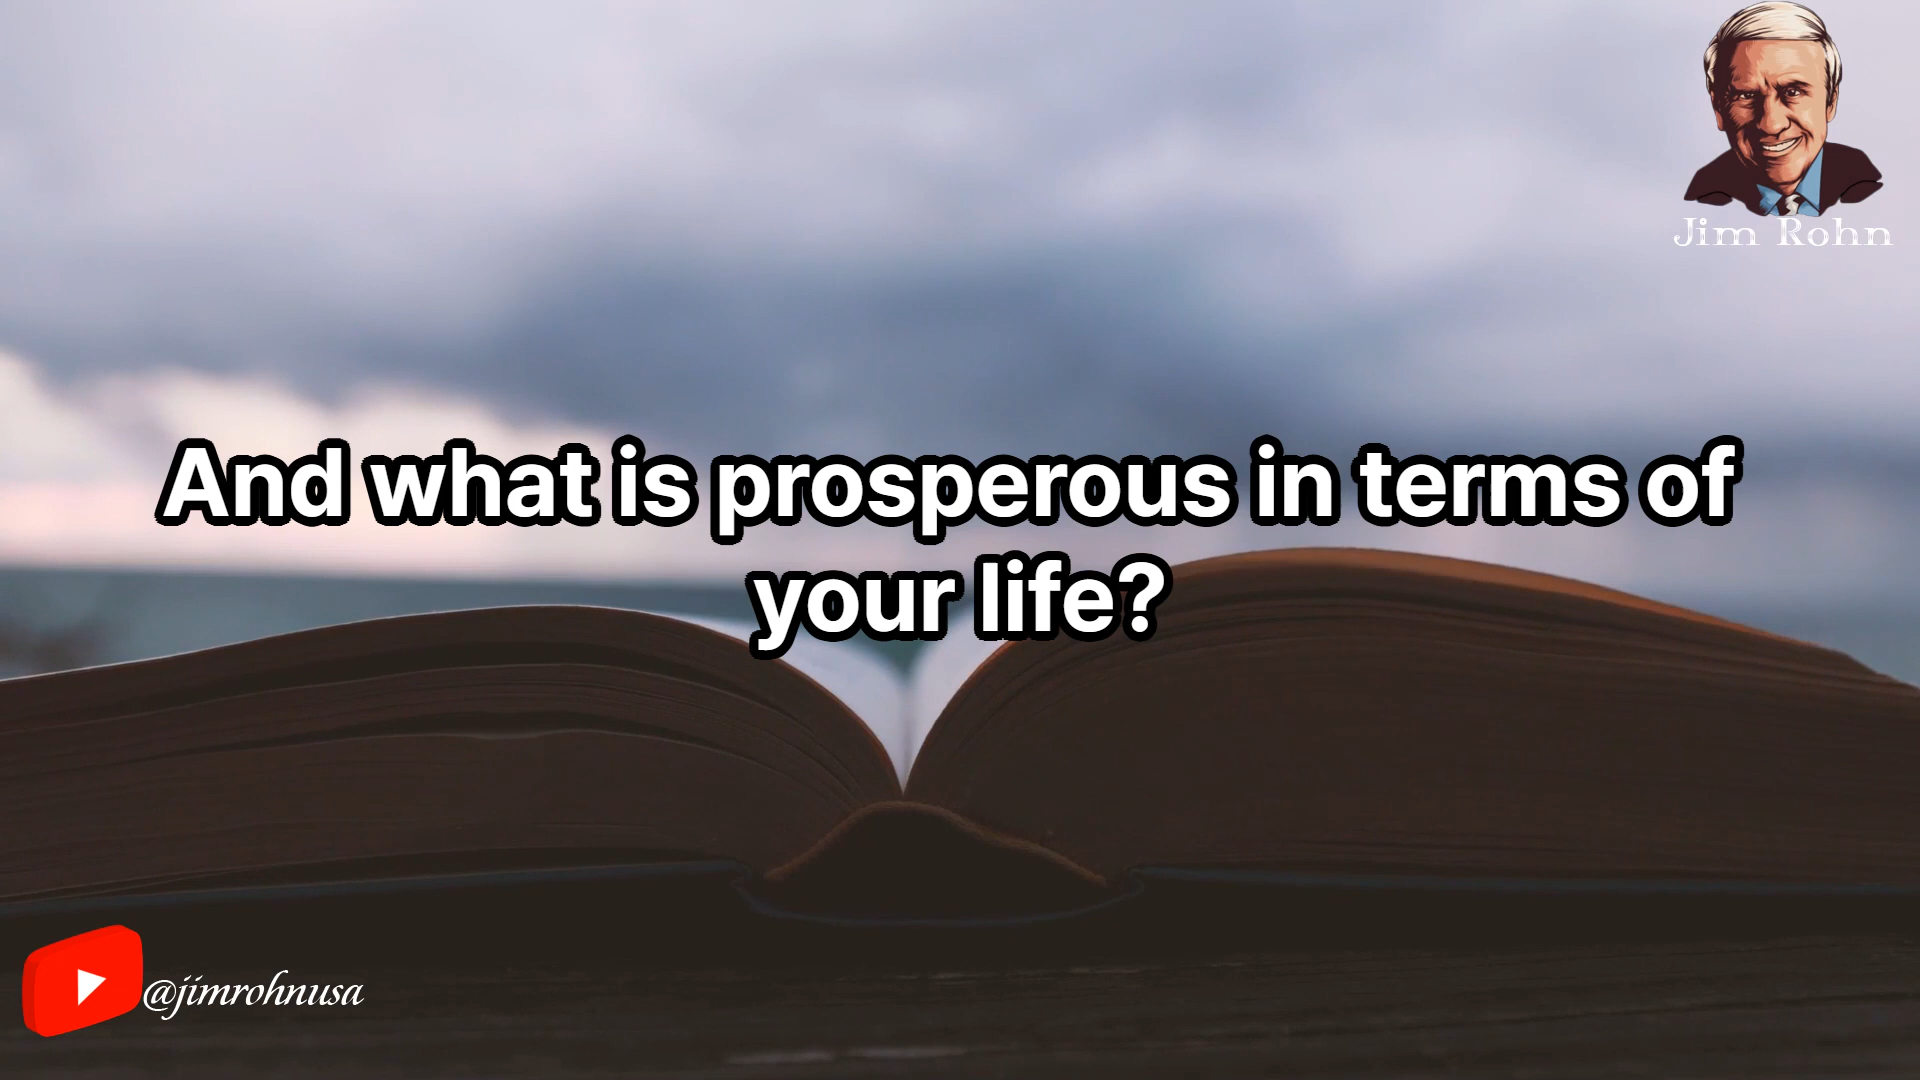 Jim Rohn
And what is prosperous in terms of
your life?
@jimrohnusa